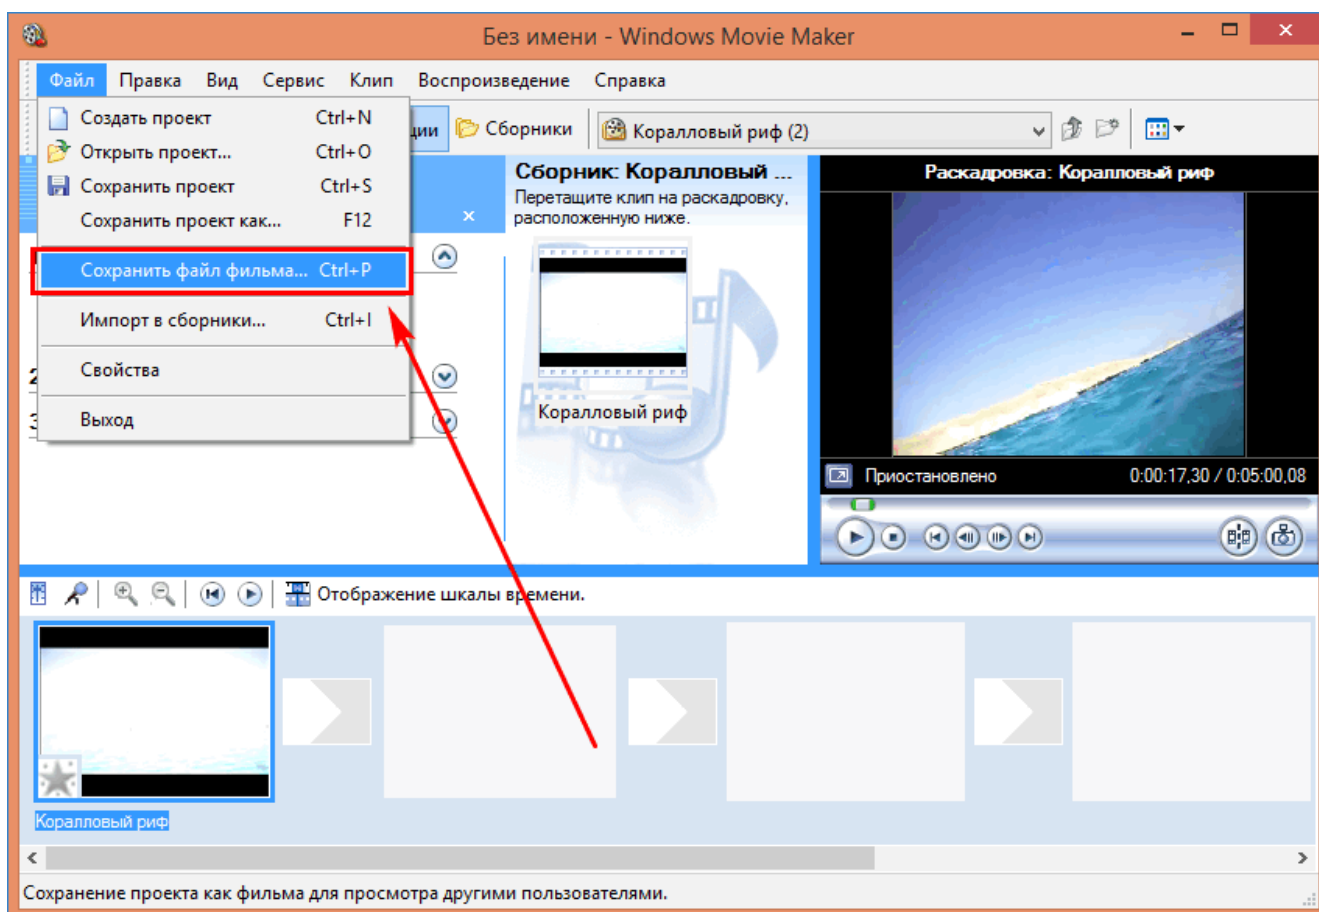 Без имени - Windows Movie Maker
Файл Правка Вид Сервис Клип Воспроизведение Справка
Создать проект Ctrl+N
Открыть проект... Ctrl+O
Сохранить проект Ctrl+S
Сохранить проект как... F12
Сохранить файл фильма... Ctrl+P
Импорт в сборники... Ctrl+I
Свойства
Выход
Сборники
Коралловый риф (2)
Сборник: Коралловый ...
Перетащите клип на раскадровку,
расположенную ниже.
Коралловый риф
Раскадровка: Коралловый риф
Приостановлено 0:00:17,30 / 0:05:00,08
Отображение шкалы времени.
Коралловый риф
Сохранение проекта как фильма для просмотра другими пользователями.